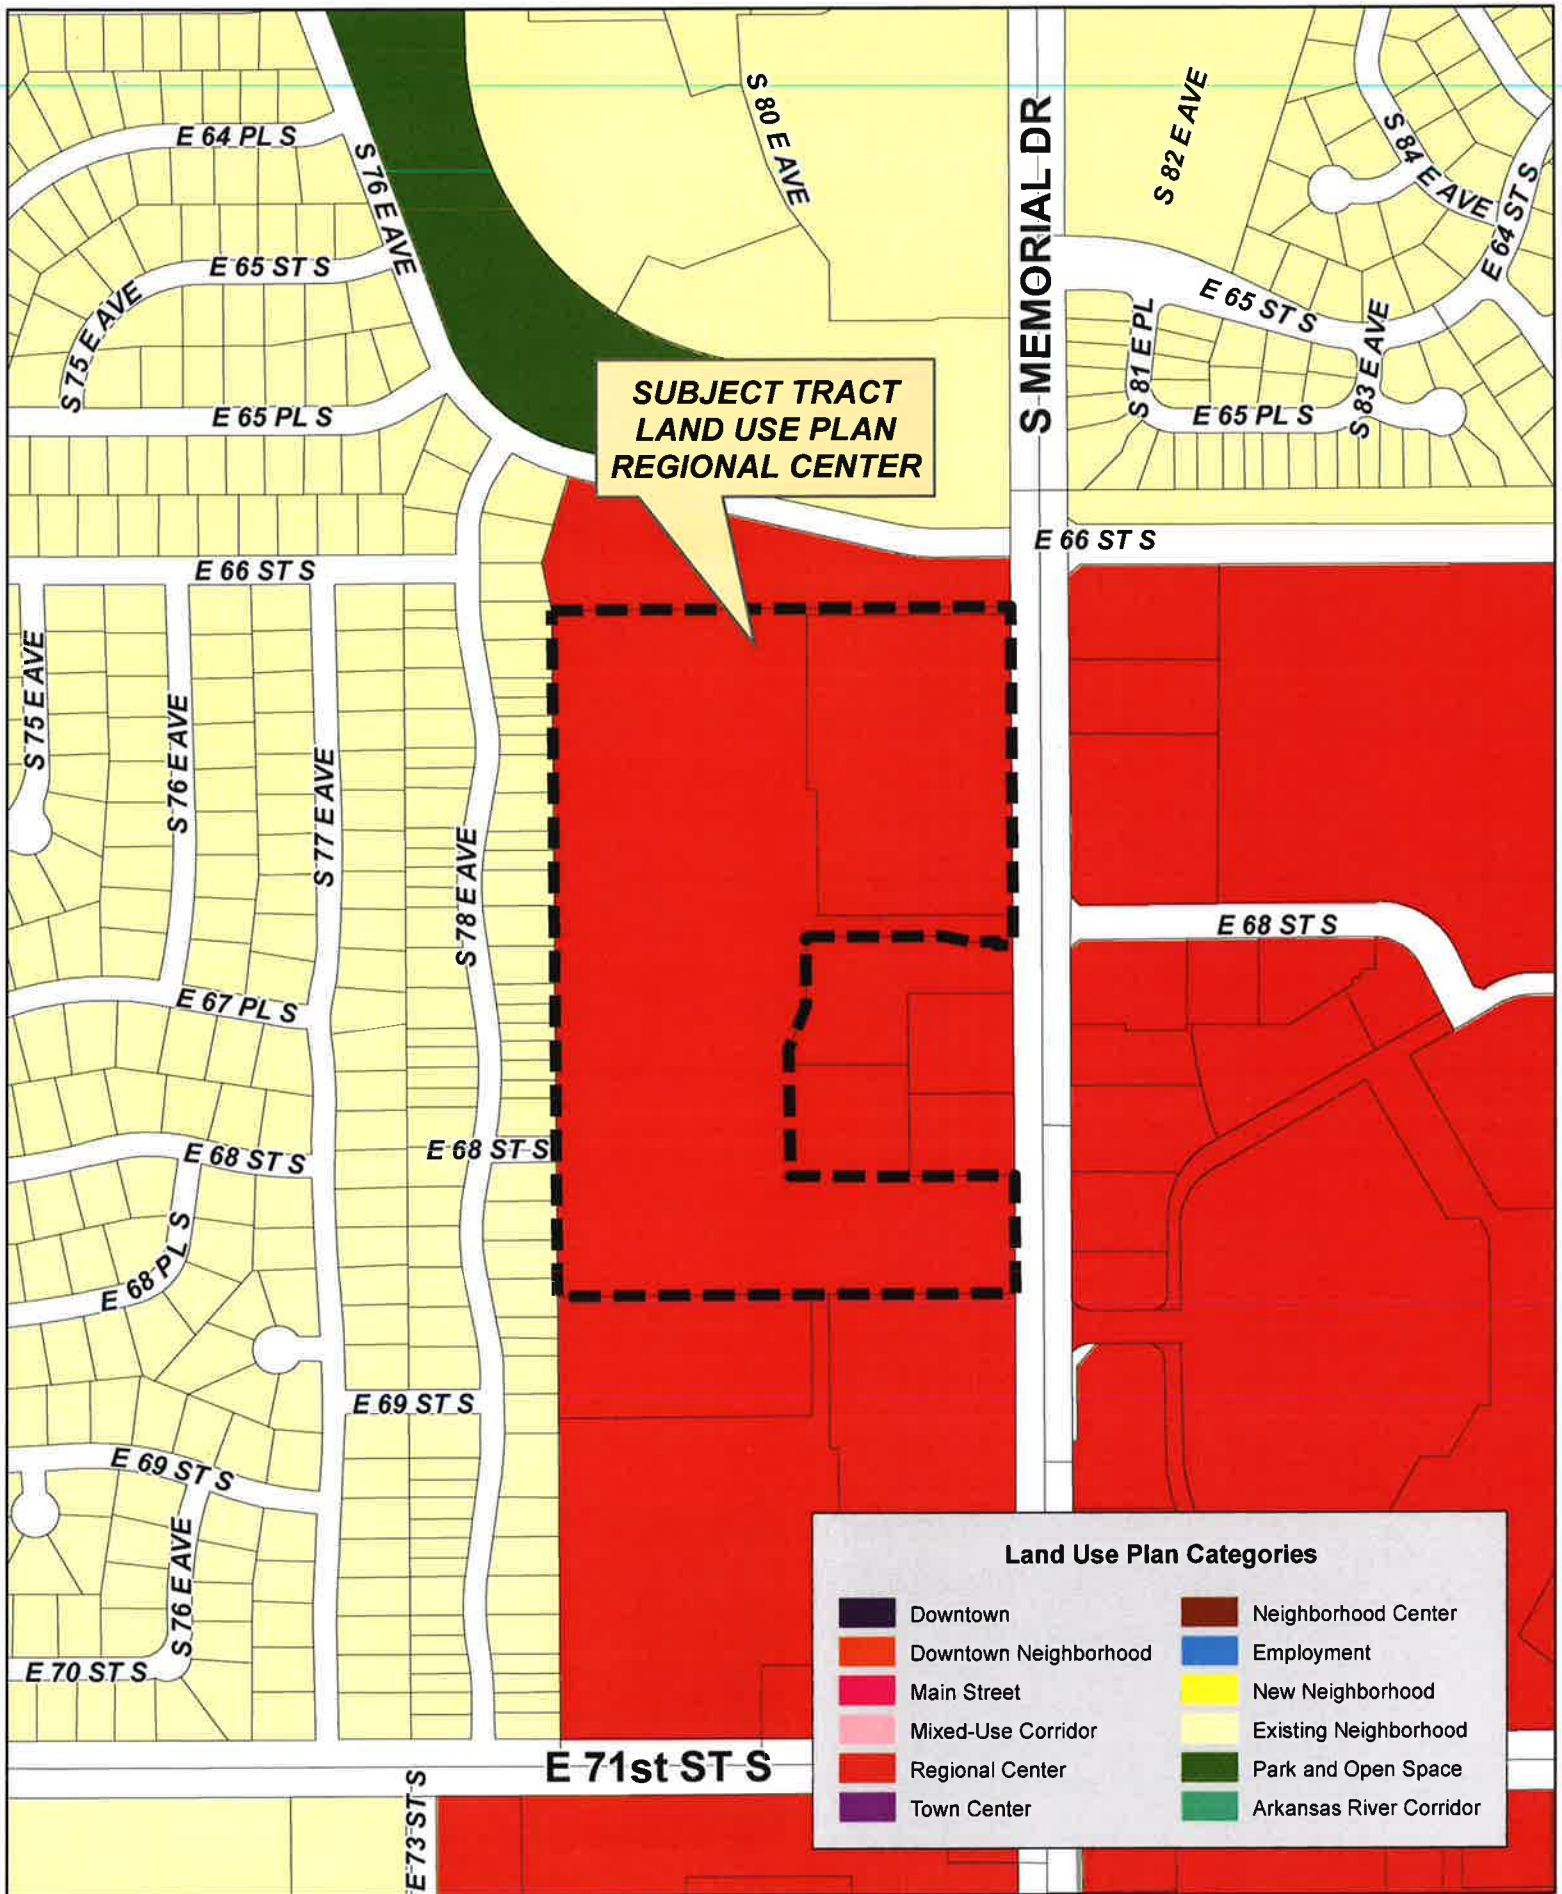 S 80 E AVE
S 82 E AVE
E 64 PL S
S 76 E AVE
S MEMORIAL DR
S 84 E AVE
E 64 ST S
E 65 ST S
S 75 E AVE
E 65 ST S
S 81 E PL
S 83 E AVE
E 65 PL S
E 65 PL S
SUBJECT TRACT
LAND USE PLAN
REGIONAL CENTER
E 66 ST S
E 66 ST S
S 75 E AVE
S 76 E AVE
S 77 E AVE
S 78 E AVE
E 68 ST S
E 67 PL S
E 68 ST S
E 68 ST S
E 68 PL S
E 69 ST S
E 69 ST S
S 76 E AVE
E 70 ST S
E 71st ST S
E 73 ST S
Land Use Plan Categories
Downtown
Downtown Neighborhood
Main Street
Mixed-Use Corridor
Regional Center
Town Center
Neighborhood Center
Employment
New Neighborhood
Existing Neighborhood
Park and Open Space
Arkansas River Corridor